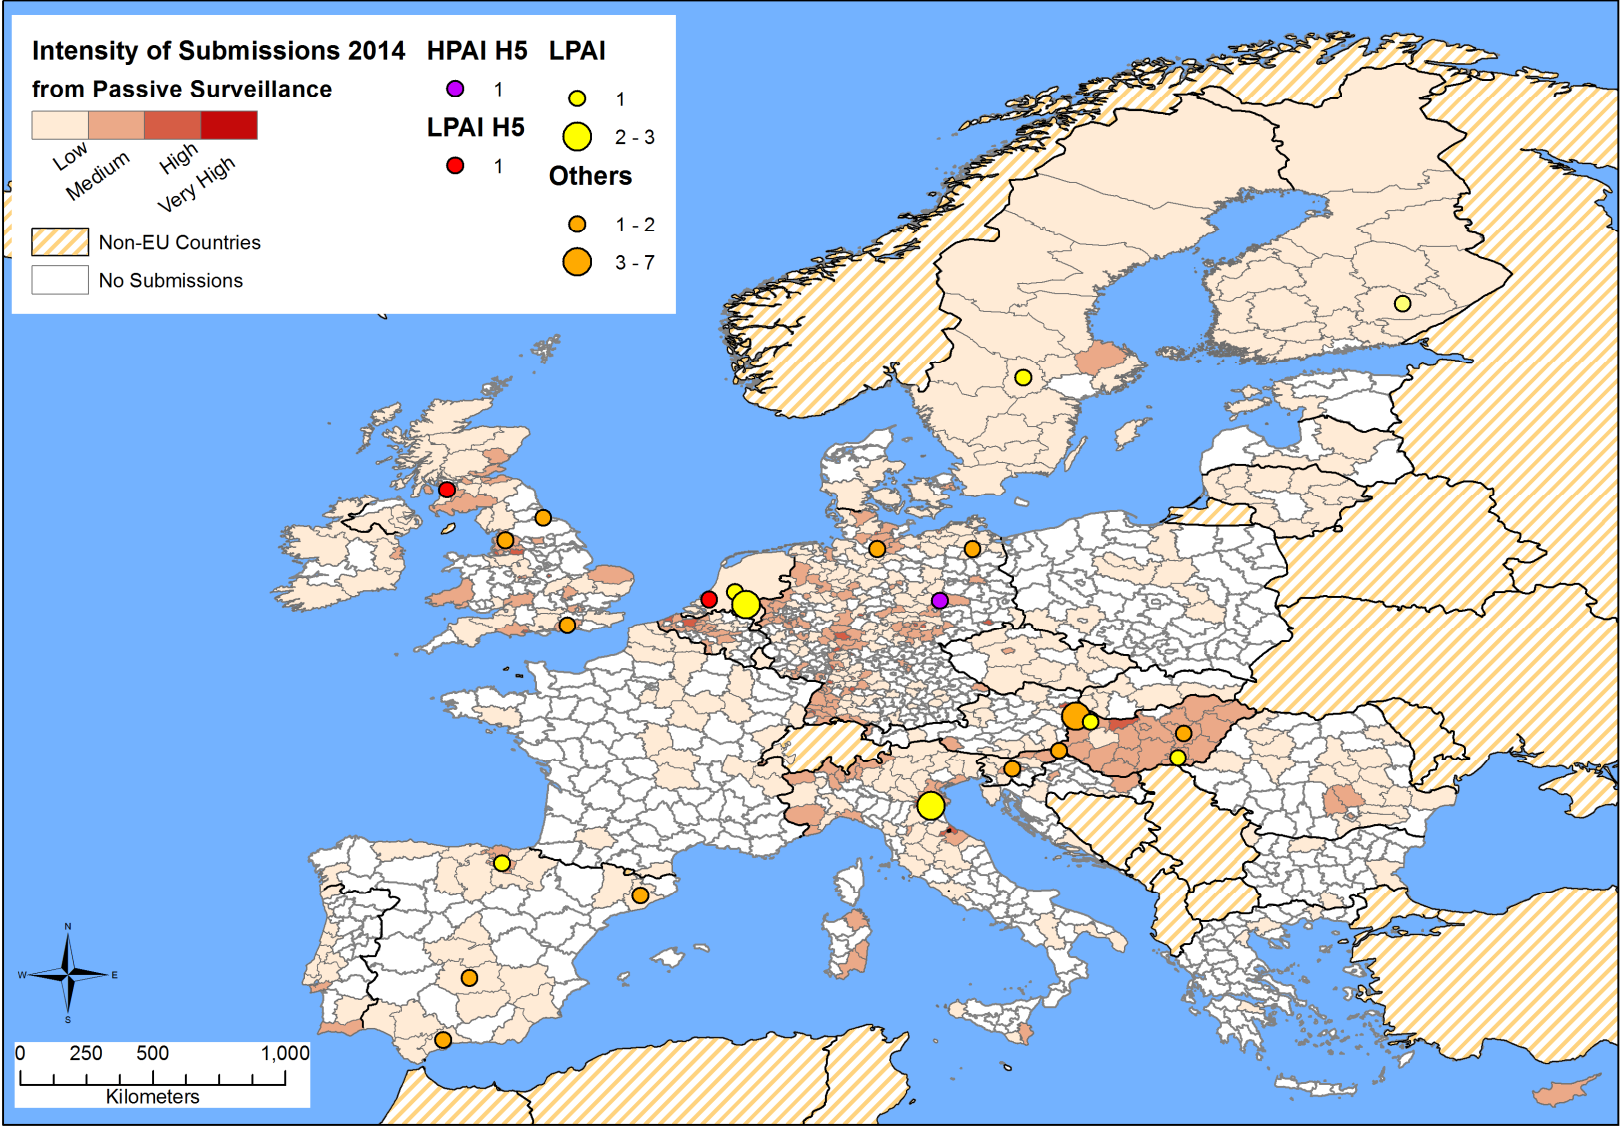 Intensity of Submissions 2014
from Passive Surveillance
Low
Medium
High
Very High
Non-EU Countries
No Submissions
HPAI H5
1
LPAI H5
1
LPAI
1
2 - 3
Others
1 - 2
3 - 7
N
W E
S
0 250 500 1,000
Kilometers